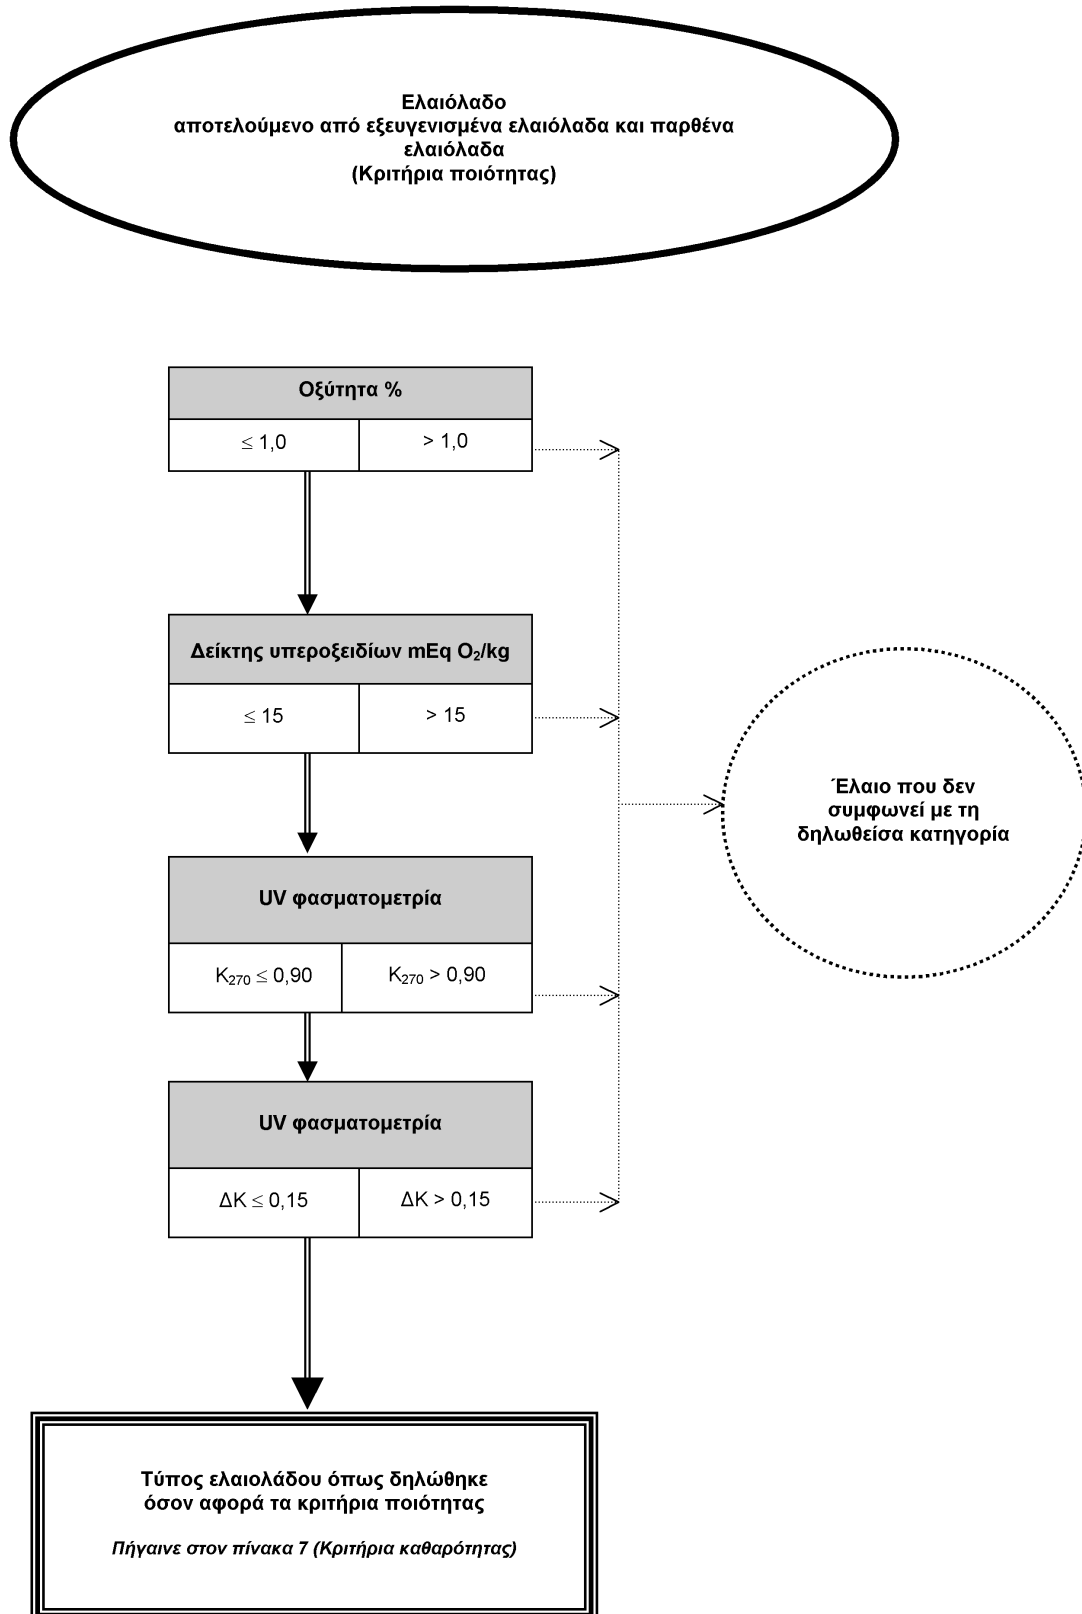 Ελαιόλαδο
αποτελούμενο από εξευγενισμένα ελαιόλαδα και παρθένα
ελαιόλαδα
(Κριτήρια ποιότητας)
Οξύτητα %
≤ 1,0
> 1,0
Δείκτης υπεροξειδίων mEq O₂/kg
≤ 15
> 15
Έλαιο που δεν
συμφωνεί με τη
δηλωθείσα κατηγορία
UV φασματομετρία
K₂₇₀ ≤ 0,90
K₂₇₀ > 0,90
UV φασματομετρία
ΔK ≤ 0,15
ΔK > 0,15
Τύπος ελαιολάδου όπως δηλώθηκε
όσον αφορά τα κριτήρια ποιότητας
Πήγαινε στον πίνακα 7 (Κριτήρια καθαρότητας)